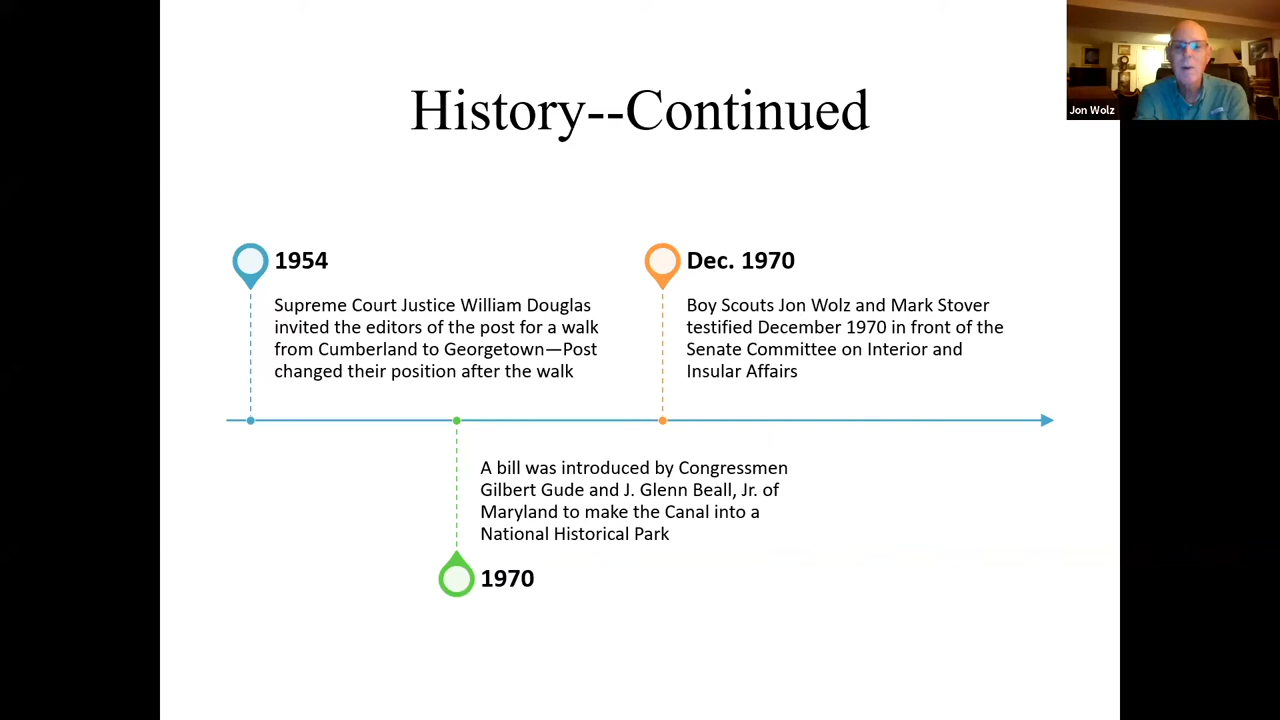 History--Continued
Jon Wolz
1954
Supreme Court Justice William Douglas
invited the editors of the post for a walk
from Cumberland to Georgetown—Post
changed their position after the walk
Dec. 1970
Boy Scouts Jon Wolz and Mark Stover
testified December 1970 in front of the
Senate Committee on Interior and
Insular Affairs
A bill was introduced by Congressmen
Gilbert Gude and J. Glenn Beall, Jr. of
Maryland to make the Canal into a
National Historical Park
1970